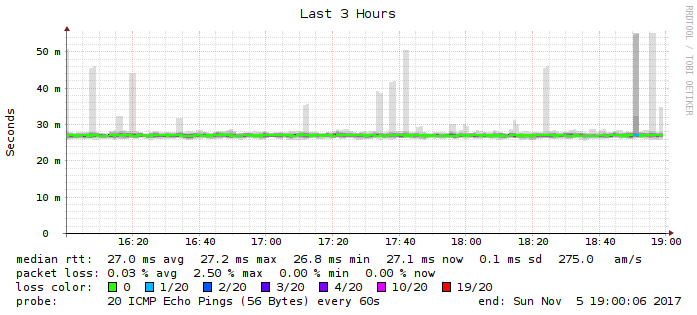 Last 3 Hours
RRDTOOL / TOBI OETIKER
Seconds
50 m
40 m
30 m
20 m
10 m
0
16:20 16:40 17:00 17:20 17:40 18:00 18:20 18:40 19:00
median rtt: 27.0 ms avg 27.2 ms max 26.8 ms min 27.1 ms now 0.1 ms sd 275.0 am/s
packet loss: 0.03 % avg 2.50 % max 0.00 % min 0.00 % now
loss color: 0 1/20 2/20 3/20 4/20 10/20 19/20
probe: 20 ICMP Echo Pings (56 Bytes) every 60s end: Sun Nov 5 19:00:06 2017